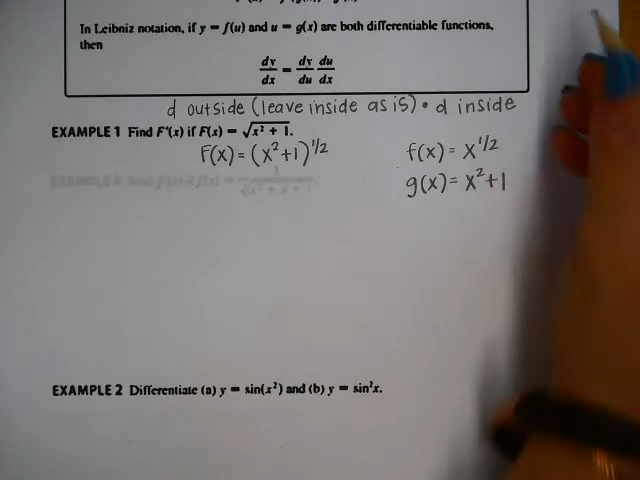 In Leibniz notation, if y = f(u) and u = g(x) are both differentiable functions,
then
dy/dx = dy/du du/dx
d outside (leave inside as is) • d inside
EXAMPLE 1 Find F'(x) if F(x) = √x² + 1.
F(x) = (x²+1)^1/2
f(x) = x^1/2
g(x) = x²+1
EXAMPLE 2 Differentiate (a) y = sin(x²) and (b) y = sin²x.